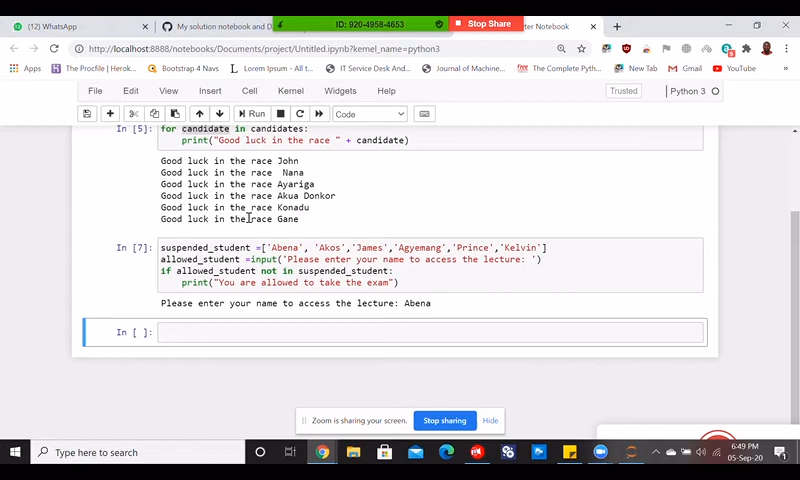 (12) WhatsApp
My solution notebook and D
ID: 920-4958-4653
Stop Share
ter Notebook
http://localhost:8888/notebooks/Documents/project/Untitled.ipynb?kernel_name=python3
Apps
The Procfile | Herok...
Bootstrap 4 Navs
Lorem Ipsum - All t...
IT Service Desk And...
Journal of Machine...
The Complete Pyth...
New Tab
Gmail
YouTube
File Edit View Insert Cell Kernel Widgets Help
Trusted
Python 3
Run
Code
In [5]: for candidate in candidates:
print("Good luck in the race " + candidate)
Good luck in the race John
Good luck in the race  Nana
Good luck in the race Ayariga
Good luck in the race Akua Donkor
Good luck in the race Konadu
Good luck in the race Gane
In [7]: suspended_student =['Abena', 'Akos','James','Agyemang','Prince','Kelvin']
allowed_student =input('Please enter your name to access the lecture: ')
if allowed_student not in suspended_student:
print("You are allowed to take the exam")
Please enter your name to access the lecture: Abena
In [ ]:
Zoom is sharing your screen.
Stop sharing
Hide
Type here to search
6:49 PM
05-Sep-20